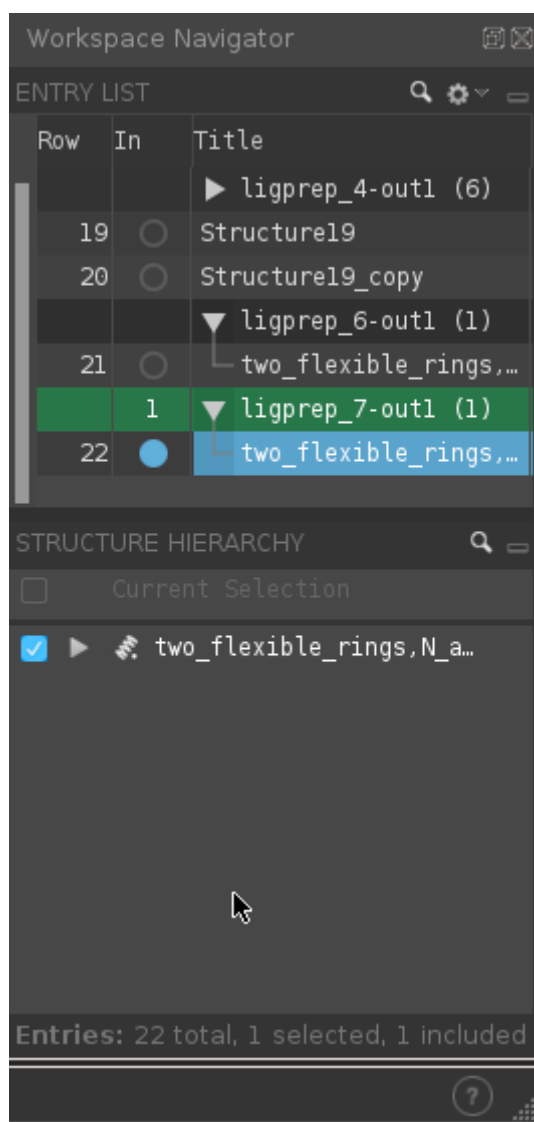 Workspace Navigator
ENTRY LIST
Row In Title
ligprep_4-out1 (6)
19 Structure19
20 Structure19_copy
ligprep_6-out1 (1)
21 two_flexible_rings,…
1 ligprep_7-out1 (1)
22 two_flexible_rings,…
STRUCTURE HIERARCHY
Current Selection
two_flexible_rings,N_a…
Entries: 22 total, 1 selected, 1 included
?